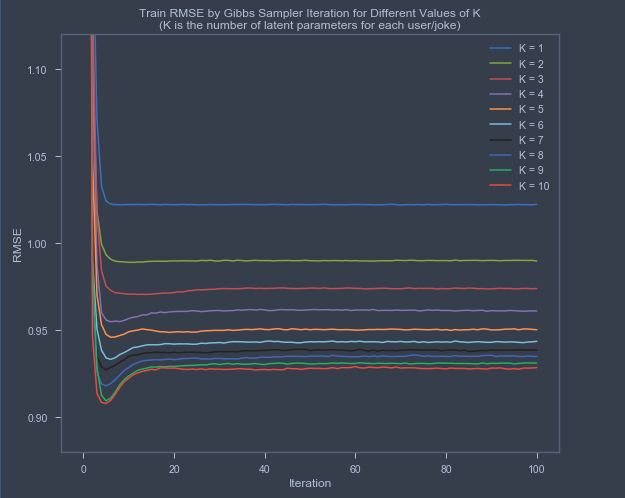 Train RMSE by Gibbs Sampler Iteration for Different Values of K
(K is the number of latent parameters for each user/joke)
K = 1
K = 2
K = 3
K = 4
K = 5
K = 6
K = 7
K = 8
K = 9
K = 10
1.10
1.05
1.00
0.95
0.90
RMSE
0 20 40 60 80 100
Iteration